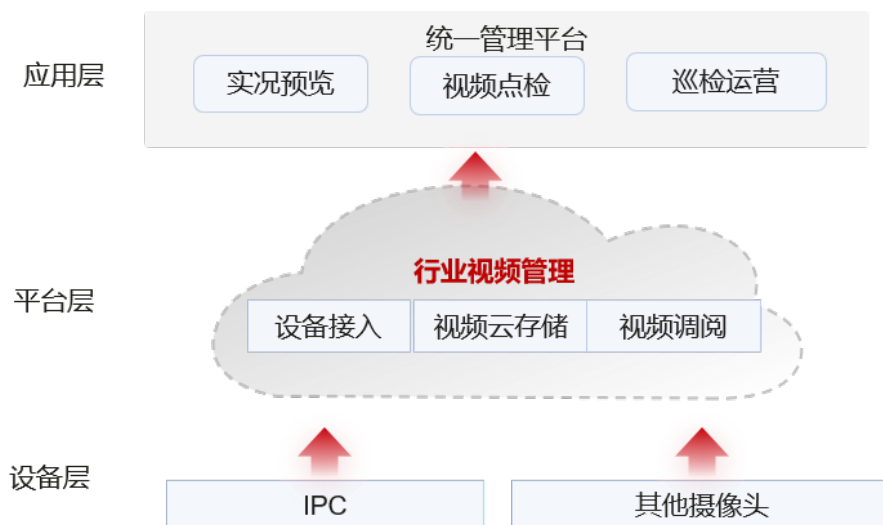 统一管理平台
应用层
实况预览
视频点检
巡检运营
行业视频管理
平台层
设备接入
视频云存储
视频调阅
设备层
IPC
其他摄像头